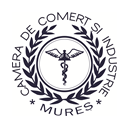 CAMERA DE COMERT SI INDUSTRIE
* MURES *